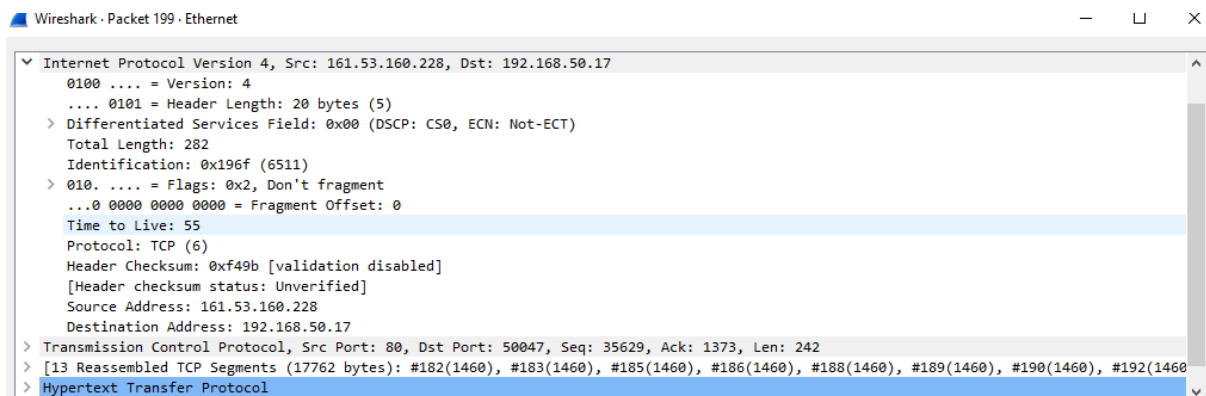 Wireshark · Packet 199 · Ethernet
Internet Protocol Version 4, Src: 161.53.160.228, Dst: 192.168.50.17
0100 .... = Version: 4
.... 0101 = Header Length: 20 bytes (5)
Differentiated Services Field: 0x00 (DSCP: CS0, ECN: Not-ECT)
Total Length: 282
Identification: 0x196f (6511)
010. .... = Flags: 0x2, Don't fragment
...0 0000 0000 0000 = Fragment Offset: 0
Time to Live: 55
Protocol: TCP (6)
Header Checksum: 0xf49b [validation disabled]
[Header checksum status: Unverified]
Source Address: 161.53.160.228
Destination Address: 192.168.50.17
Transmission Control Protocol, Src Port: 80, Dst Port: 50047, Seq: 35629, Ack: 1373, Len: 242
[13 Reassembled TCP Segments (17762 bytes): #182(1460), #183(1460), #185(1460), #186(1460), #188(1460), #189(1460), #190(1460), #192(1460
Hypertext Transfer Protocol